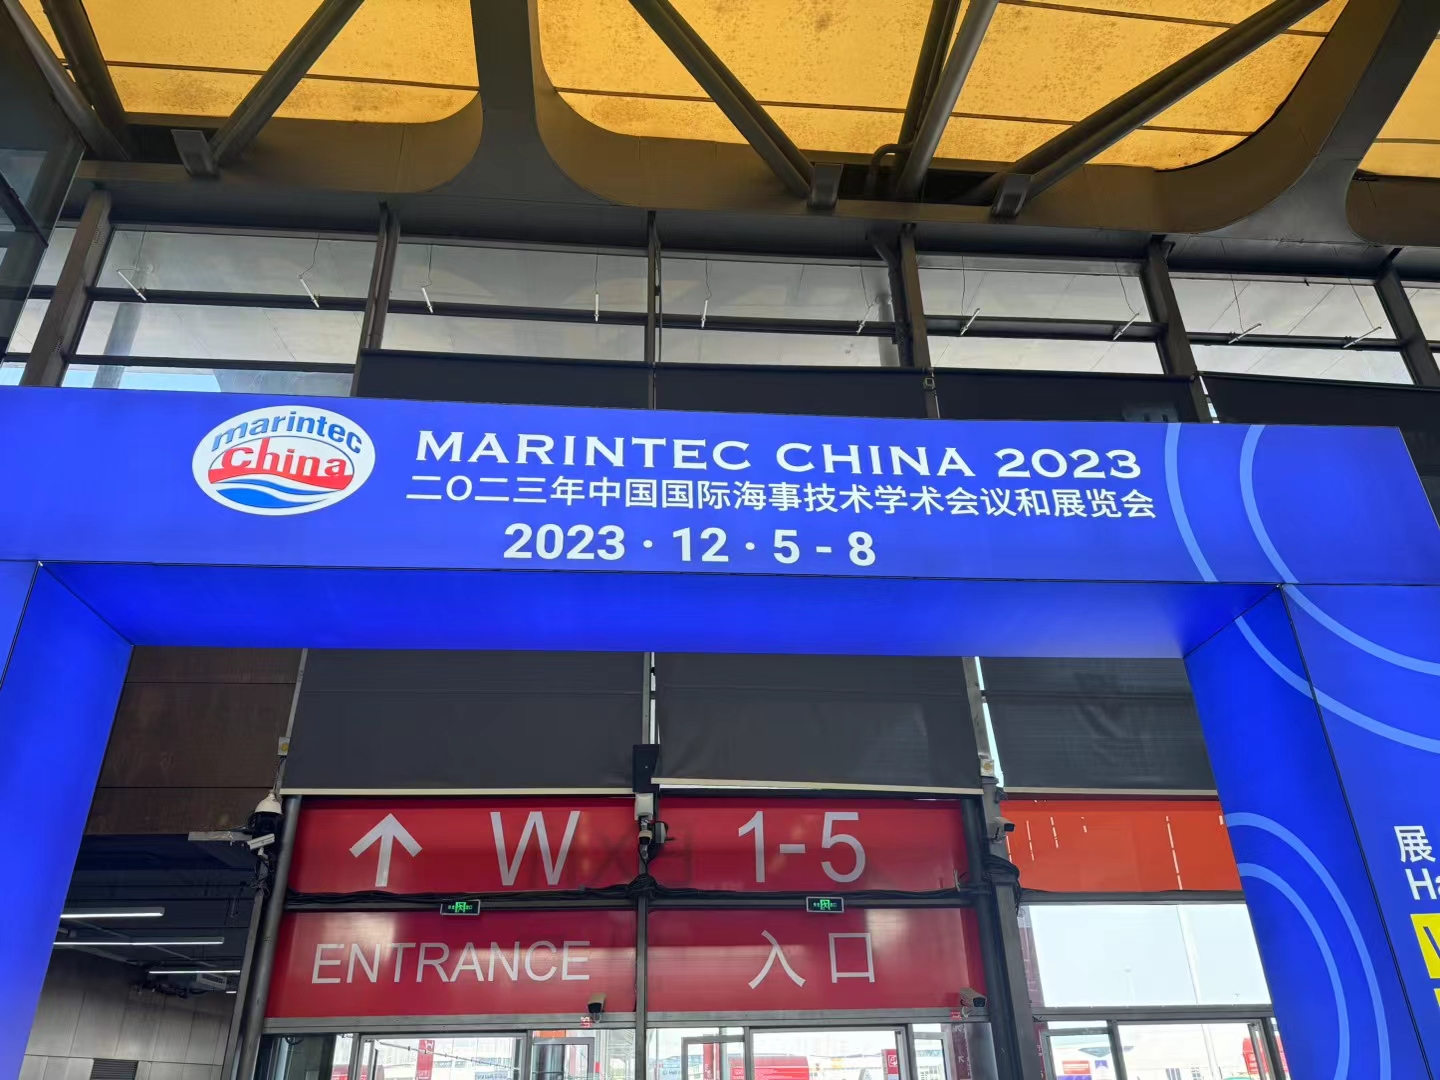 marintec
china
MARINTEC CHINA 2023
二〇二三年中国国际海事技术学术会议和展览会
2023 · 12 · 5 - 8
↑ W 1-5
ENTRANCE 入口
展
Ha